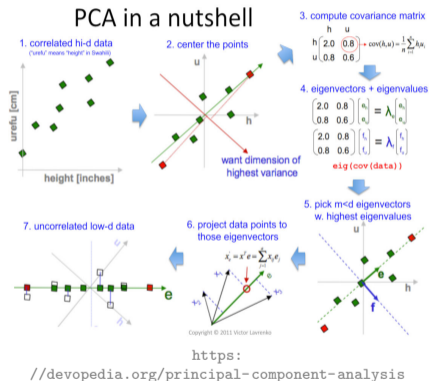 PCA in a nutshell
1. correlated hi-d data
("urefu" means "height" in Swahili)
urefu [cm]
height [inches]
2. center the points
u
h
want dimension of
highest variance
3. compute covariance matrix
h u
h 2.0 0.8 cov(h,u) = 1/n Σ hᵢuᵢ
u 0.8 0.6
4. eigenvectors + eigenvalues
2.0 0.8
0.8 0.6
= λₑ
2.0 0.8
0.8 0.6
eig(cov(data))
5. pick m<d eigenvectors
w. highest eigenvalues
u
e
h
f
6. project data points to
those eigenvectors
e
Copyright © 2011 Victor Lavrenko
7. uncorrelated low-d data
u
e
h
https:
//devopedia.org/principal-component-analysis